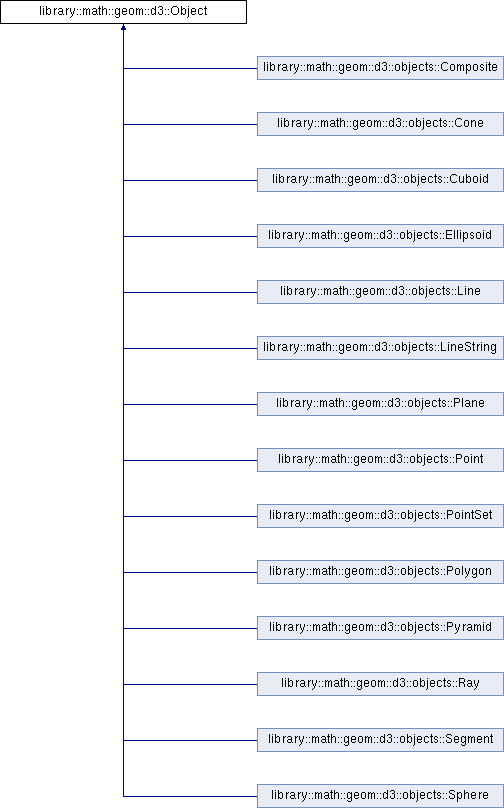 library::math::geom::d3::Object
library::math::geom::d3::objects::Composite
library::math::geom::d3::objects::Cone
library::math::geom::d3::objects::Cuboid
library::math::geom::d3::objects::Ellipsoid
library::math::geom::d3::objects::Line
library::math::geom::d3::objects::LineString
library::math::geom::d3::objects::Plane
library::math::geom::d3::objects::Point
library::math::geom::d3::objects::PointSet
library::math::geom::d3::objects::Polygon
library::math::geom::d3::objects::Pyramid
library::math::geom::d3::objects::Ray
library::math::geom::d3::objects::Segment
library::math::geom::d3::objects::Sphere